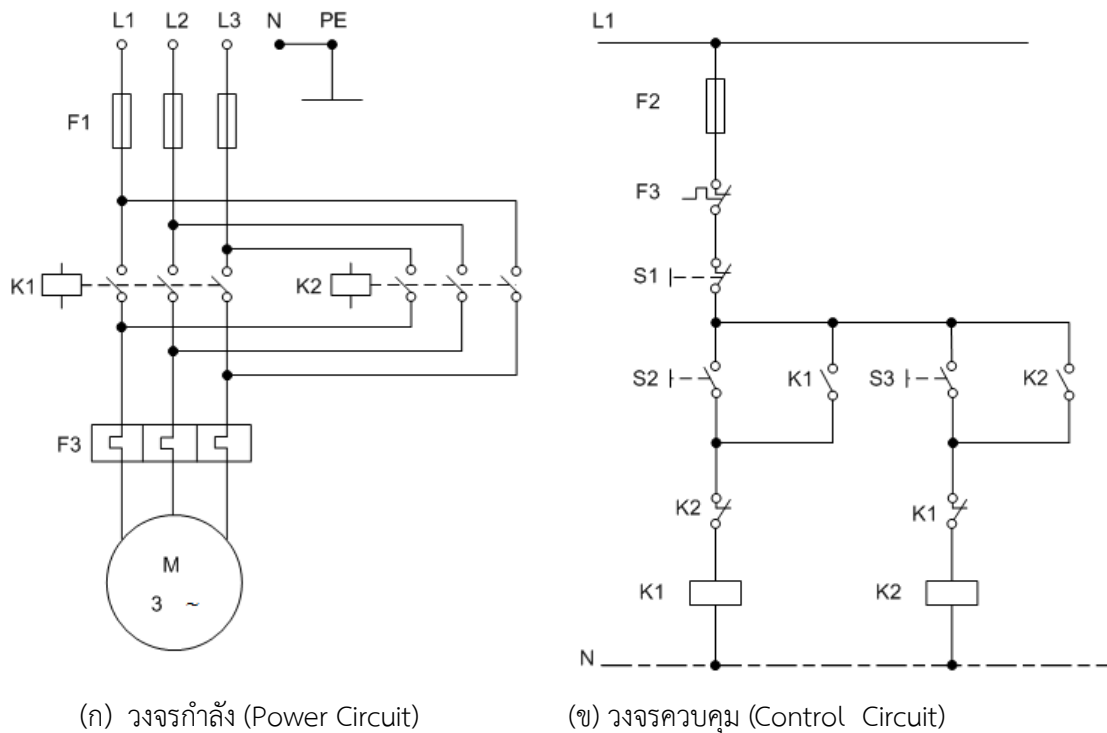 L1 L2 L3 N PE
F1
K1 K2
F3
M
3 ~
(ก) วงจรกำลัง (Power Circuit)
L1
F2
F3
S1
S2 K1 S3 K2
K2 K1
K1 K2
N
(ข) วงจรควบคุม (Control Circuit)